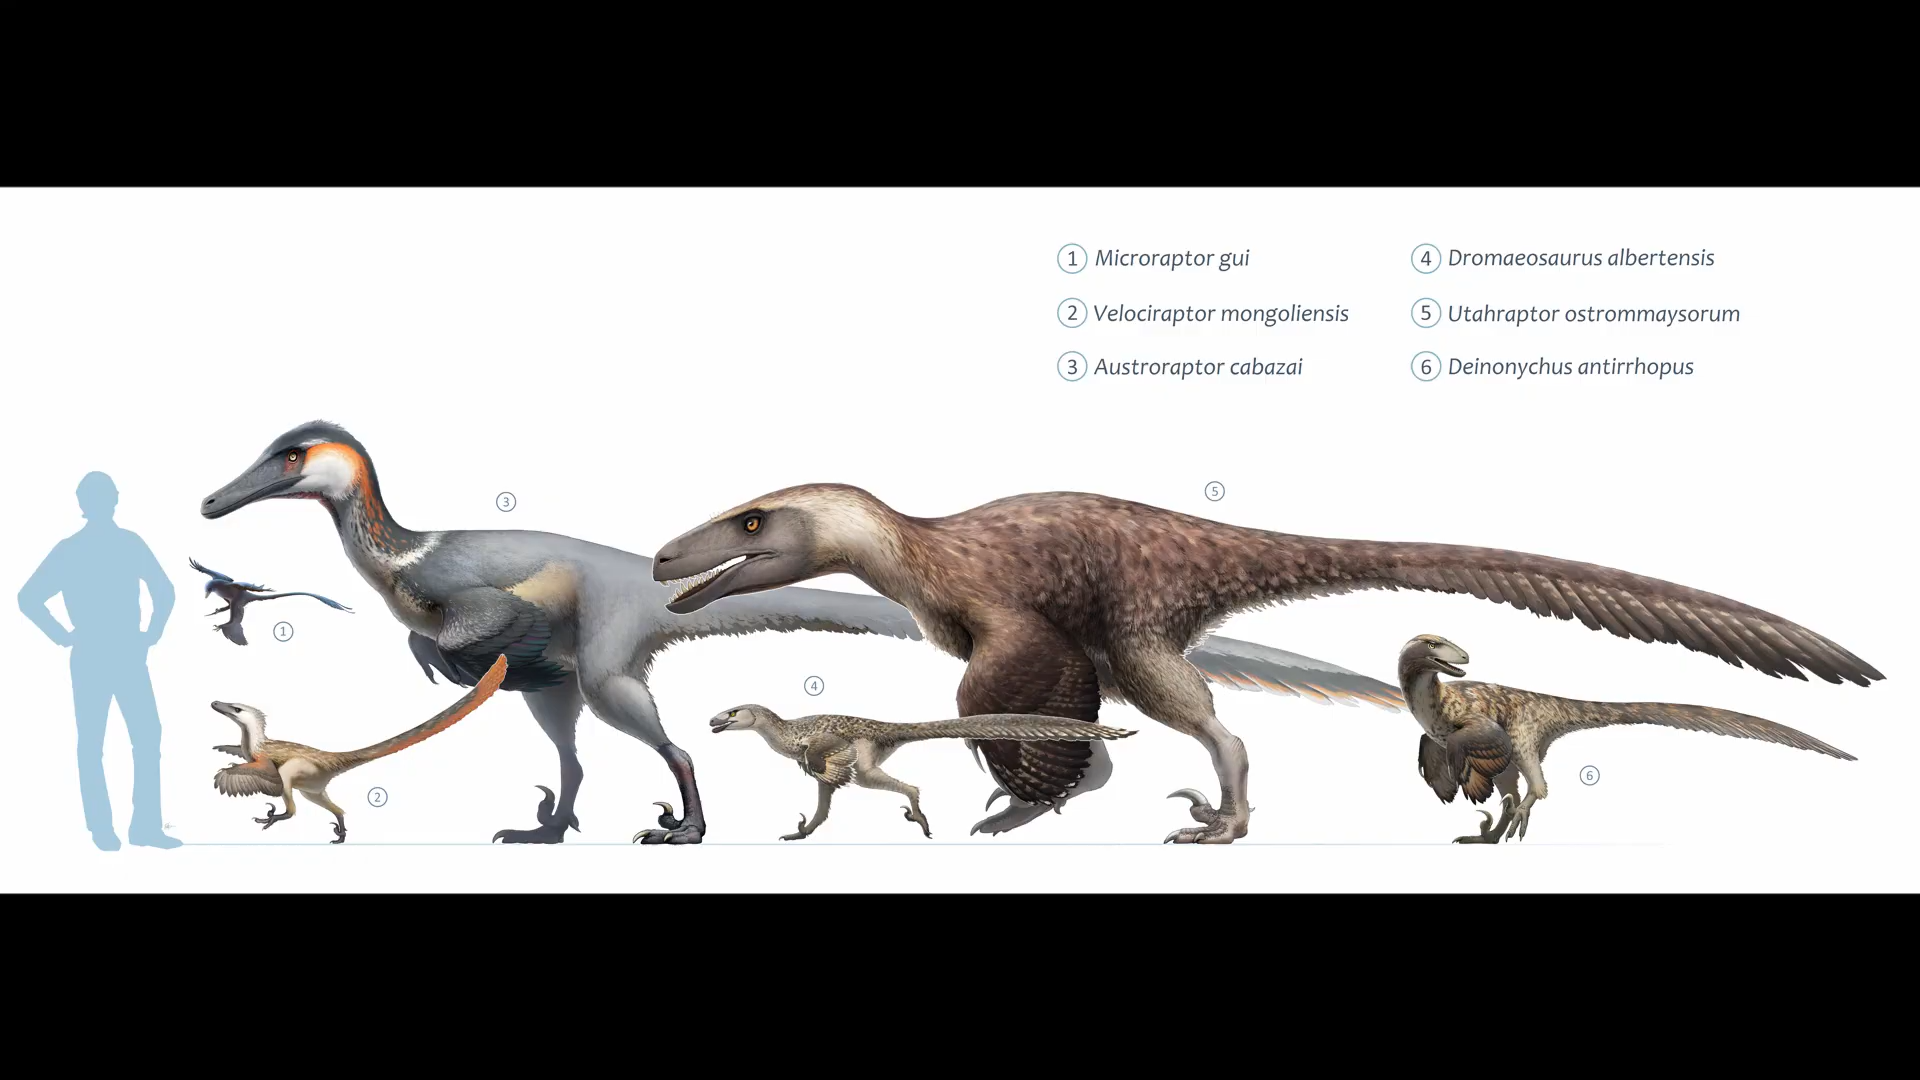 1 Microraptor gui
2 Velociraptor mongoliensis
3 Austroraptor cabazai
4 Dromaeosaurus albertensis
5 Utahraptor ostrommaysorum
6 Deinonychus antirrhopus
3
5
1
4
6
2